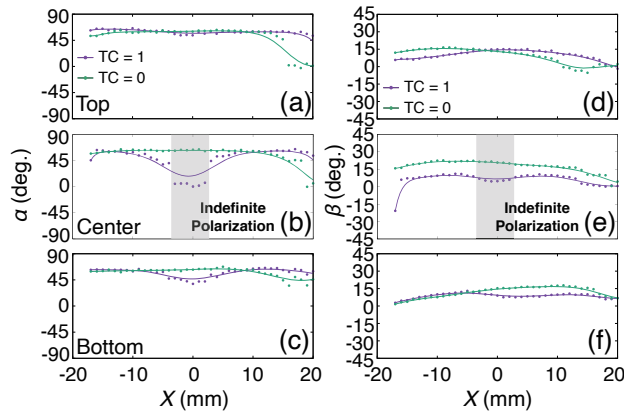 90
45
0
45
90
TC = 1
TC = 0
Top
(a)
α (deg.)
90
45
0
-45
-90
Center
Indefinite
Polarization
(b)
90
45
0
-45
-90
Bottom
(c)
-20
-10
0
10
20
X (mm)
45
30
15
0
15
30
45
TC = 1
TC = 0
(d)
β (deg.)
45
30
15
0
-15
-30
-45
Indefinite
Polarization
(e)
45
30
15
0
-15
-30
-45
(f)
-20
-10
0
10
20
X (mm)